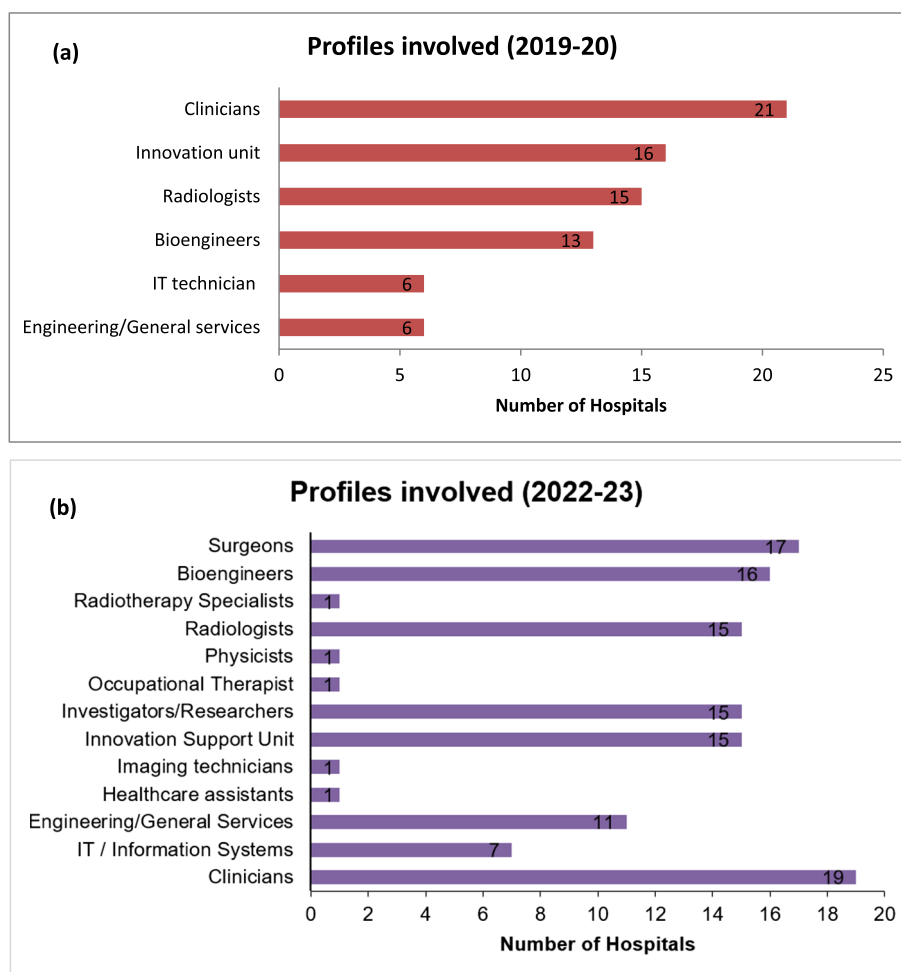 (a)
Profiles involved (2019-20)
Clinicians 21
Innovation unit 16
Radiologists 15
Bioengineers 13
IT technician 6
Engineering/General services 6
0 5 10 15 20 25
Number of Hospitals
(b)
Profiles involved (2022-23)
Surgeons 17
Bioengineers 16
Radiotherapy Specialists 1
Radiologists 15
Physicists 1
Occupational Therapist 1
Investigators/Researchers 15
Innovation Support Unit 15
Imaging technicians 1
Healthcare assistants 1
Engineering/General Services 11
IT / Information Systems 7
Clinicians 19
0 2 4 6 8 10 12 14 16 18 20
Number of Hospitals